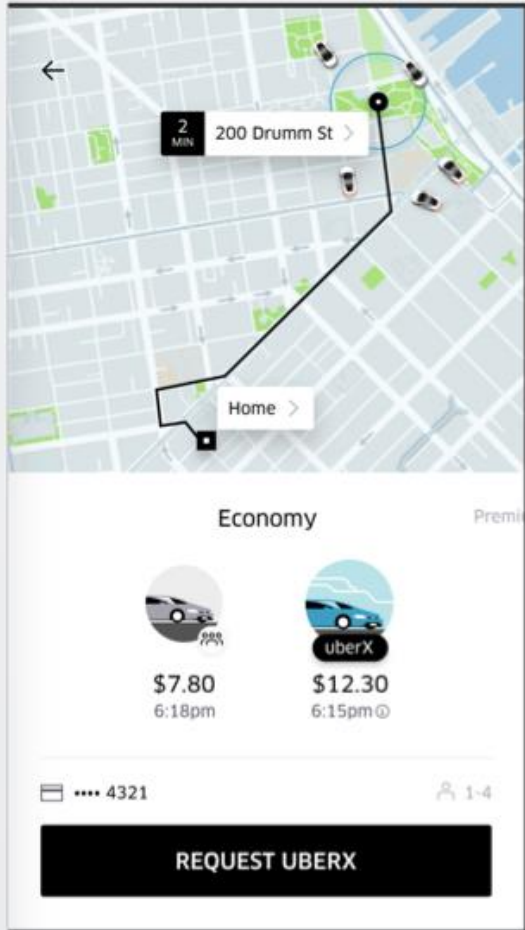 2
MIN
200 Drumm St
Home
Economy
Premi
uberX
$7.80
$12.30
6:18pm
6:15pm
•••• 4321
1-4
REQUEST UBERX